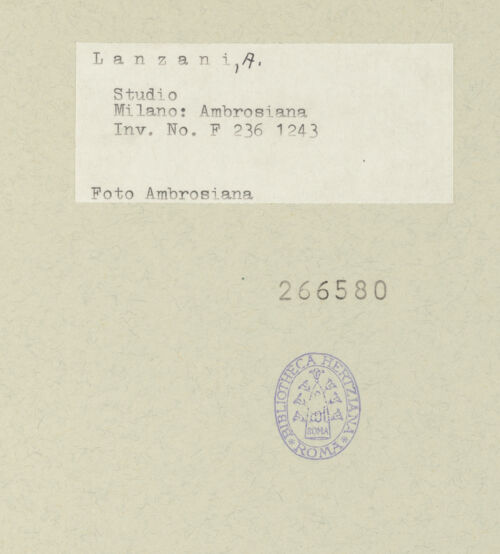 Lanzani, A.
Studio
Milano: Ambrosiana
Inv. No. F 236 1243
Foto Ambrosiana
266580
BIBLIOTHECA HERTZIANA
ROMA
* ROMA *